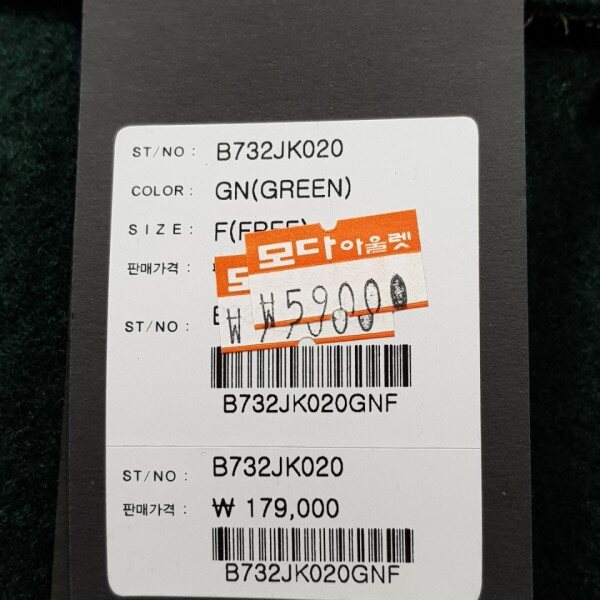 ST/NO : B732JK020
COLOR : GN(GREEN)
SIZE : F(FREE)
모다아울렛
판매가격 :
₩59000
₩
ST/NO :
B732JK020GNF
ST/NO : B732JK020
판매가격 : ₩ 179,000
B732JK020GNF